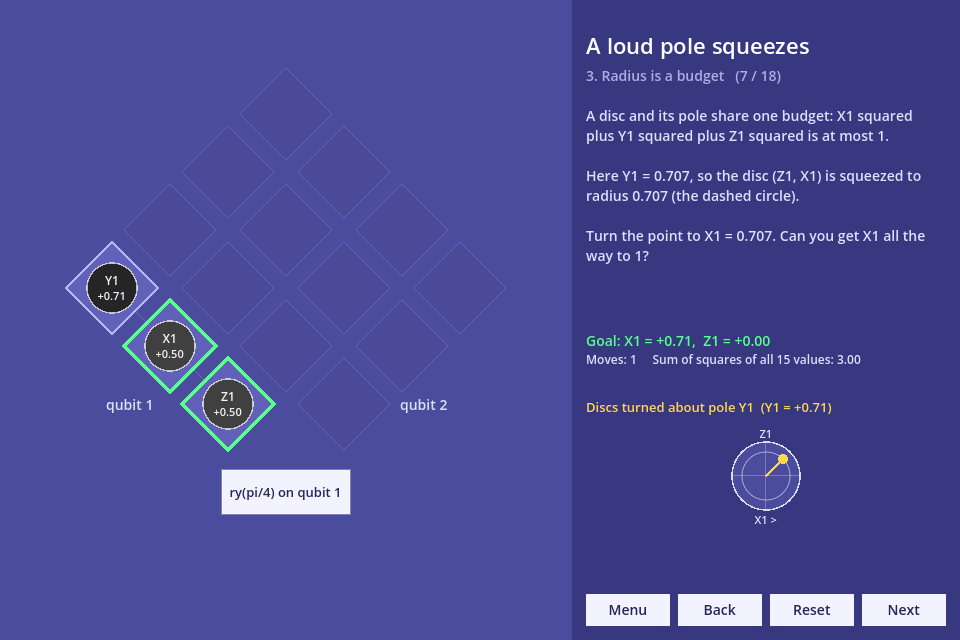 A loud pole squeezes
3. Radius is a budget (7 / 18)
A disc and its pole share one budget: X1 squared
plus Y1 squared plus Z1 squared is at most 1.
Here Y1 = 0.707, so the disc (Z1, X1) is squeezed to
radius 0.707 (the dashed circle).
Turn the point to X1 = 0.707. Can you get X1 all the
way to 1?
Goal: X1 = +0.71, Z1 = +0.00
Moves: 1 Sum of squares of all 15 values: 3.00
Discs turned about pole Y1 (Y1 = +0.71)
Z1
X1 >
Y1
+0.71
X1
+0.50
Z1
+0.50
qubit 1
qubit 2
ry(pi/4) on qubit 1
Menu
Back
Reset
Next